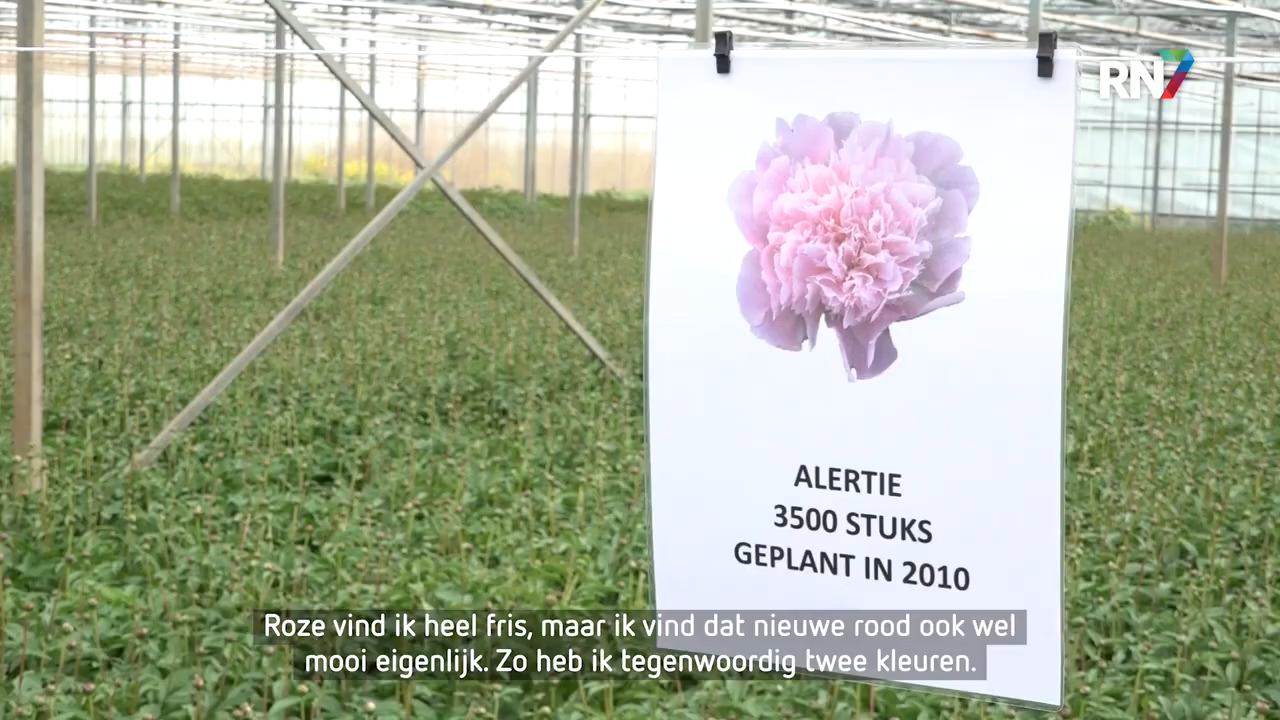 RN7
ALERTIE
3500 STUKS
GEPLANT IN 2010
Roze vind ik heel fris, maar ik vind dat nieuwe rood ook wel
mooi eigenlijk. Zo heb ik tegenwoordig twee kleuren.